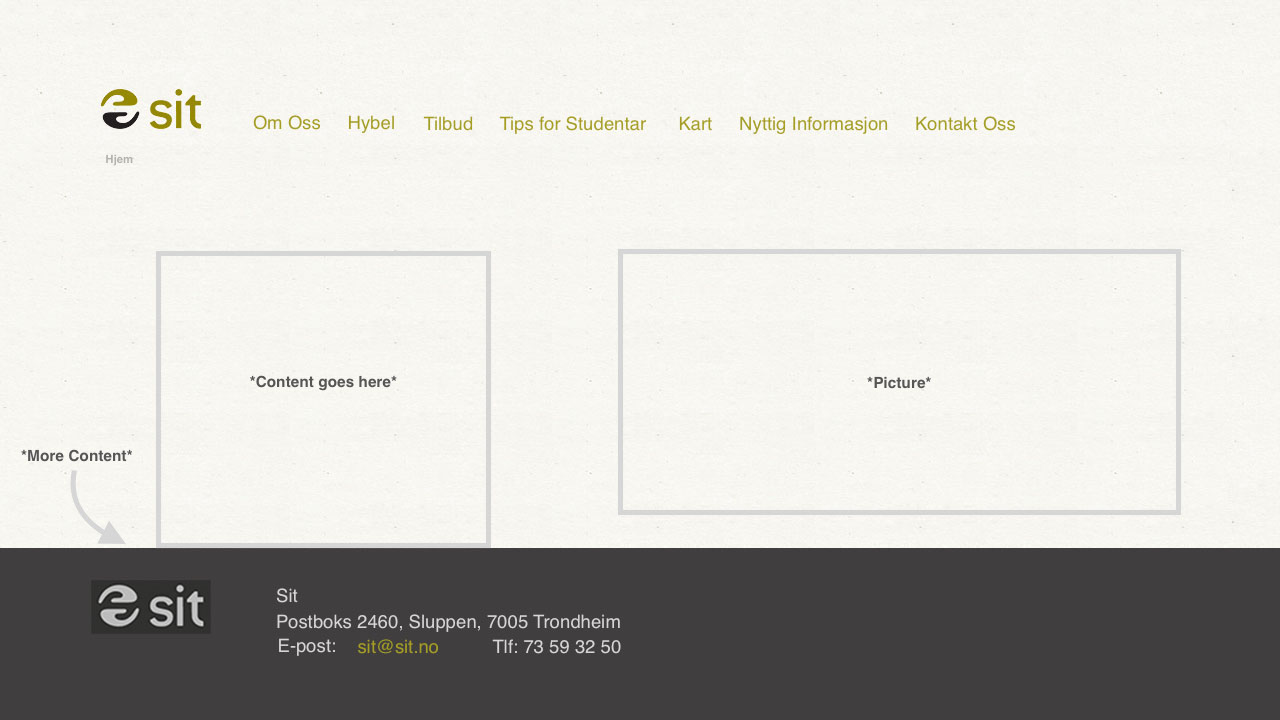 sit
Om Oss Hybel Tilbud Tips for Studentar Kart Nyttig Informasjon Kontakt Oss
Hjem
*Content goes here*
*Picture*
*More Content*
sit
Sit
Postboks 2460, Sluppen, 7005 Trondheim
E-post: sit@sit.no Tlf: 73 59 32 50